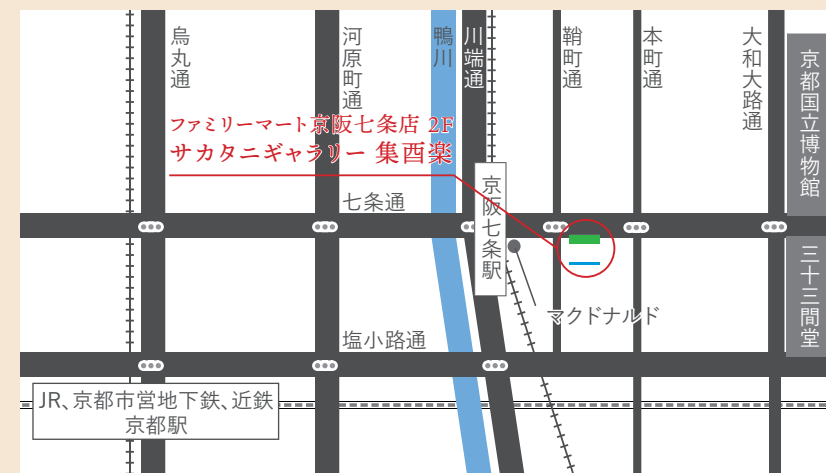 烏丸通
河原町通
鴨川
川端通
鞘町通
本町通
大和大路通
京都国立博物館
ファミリーマート京阪七条店 2F
サカタニギャラリー 集酉楽
七条通
京阪七条駅
三十三間堂
マクドナルド
塩小路通
JR、京都市営地下鉄、近鉄
京都駅